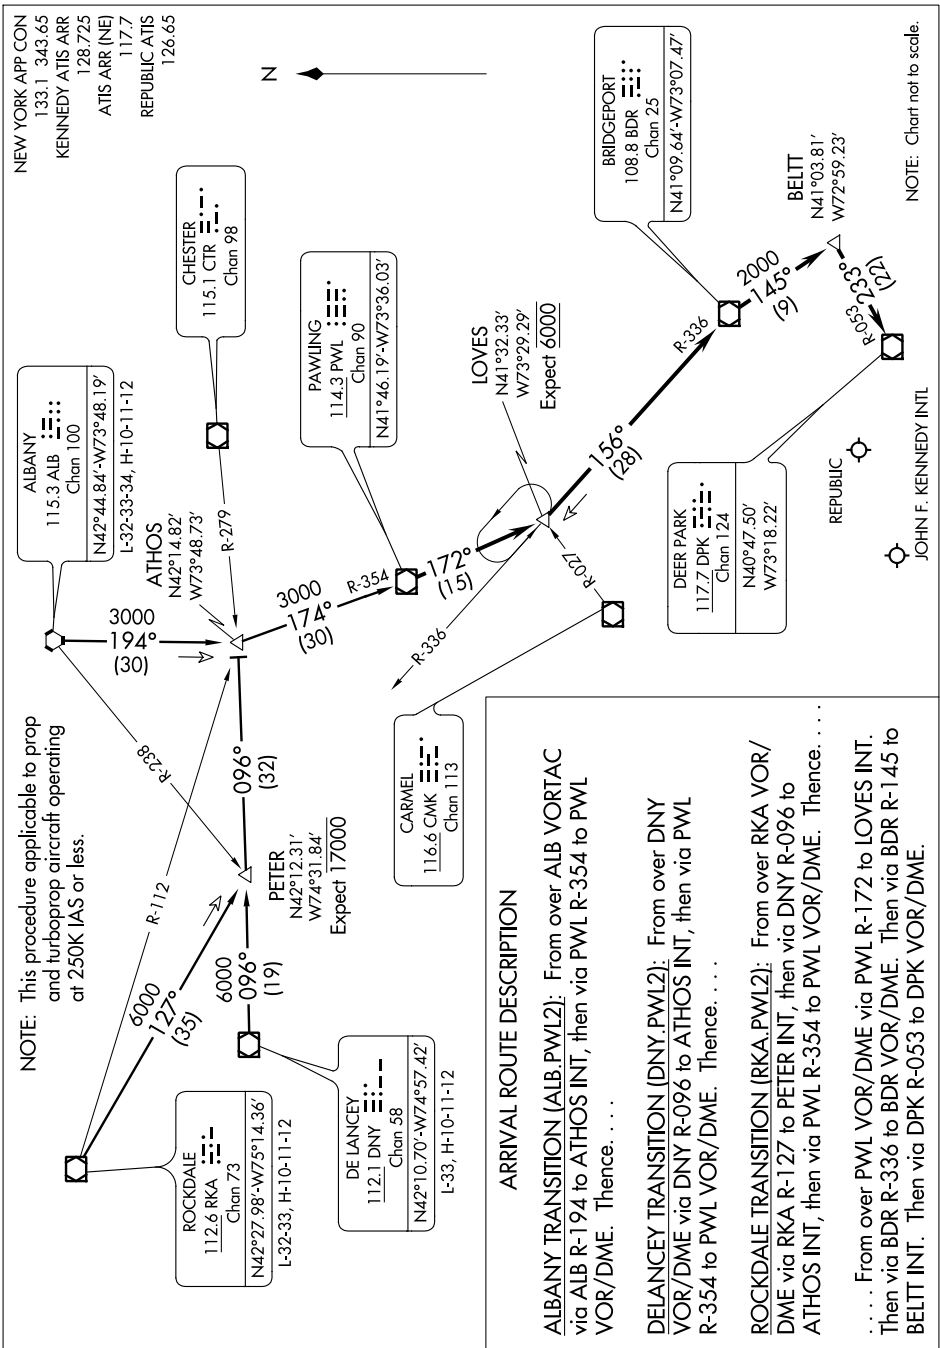 NEW YORK APP CON
133.1 343.65
KENNEDY ATIS ARR
128.725
ATIS ARR (NE)
117.7
REPUBLIC ATIS
126.65
N
NOTE: This procedure applicable to prop
and turboprop aircraft operating
at 250K IAS or less.
ALBANY
115.3 ALB
Chan 100
N42°44.84'-W73°48.19'
L-32-33-34, H-10-11-12
CHESTER
115.1 CTR
Chan 98
ROCKDALE
112.6 RKA
Chan 73
N42°27.98'-W75°14.36'
L-32-33, H-10-11-12
DE LANCEY
112.1 DNY
Chan 58
N42°10.70'-W74°57.42'
L-33, H-10-11-12
6000
127°
(35)
R-112
6000
096°
(19)
R-238
PETER
N42°12.31'
W74°31.84'
Expect 17000
096°
(32)
3000
194°
(30)
ATHOS
N42°14.82'
W73°48.73'
R-279
3000
174°
(30)
R-354
PAWLING
114.3 PWL
Chan 90
N41°46.19'-W73°36.03'
172°
(15)
LOVES
N41°32.33'
W73°29.29'
Expect 6000
R-336
R-027
CARMEL
116.6 CMK
Chan 113
156°
(28)
R-336
BRIDGEPORT
108.8 BDR
Chan 25
N41°09.64'-W73°07.47'
2000
145°
(9)
BELTT
N41°03.81'
W72°59.23'
R-053
233°
(22)
DEER PARK
117.7 DPK
Chan 124
N40°47.50'
W73°18.22'
REPUBLIC
JOHN F. KENNEDY INTL
NOTE: Chart not to scale.
ARRIVAL ROUTE DESCRIPTION
ALBANY TRANSITION (ALB.PWL2): From over ALB VORTAC
via ALB R-194 to ATHOS INT, then via PWL R-354 to PWL
VOR/DME. Thence. . . .
DELANCEY TRANSITION (DNY.PWL2): From over DNY
VOR/DME via DNY R-096 to ATHOS INT, then via PWL
R-354 to PWL VOR/DME. Thence. . . .
ROCKDALE TRANSITION (RKA.PWL2): From over RKA VOR/
DME via RKA R-127 to PETER INT, then via DNY R-096 to
ATHOS INT, then via PWL R-354 to PWL VOR/DME. Thence. . . .
. . . . From over PWL VOR/DME via PWL R-172 to LOVES INT.
Then via BDR R-336 to BDR VOR/DME. Then via BDR R-145 to
BELTT INT. Then via DPK R-053 to DPK VOR/DME.